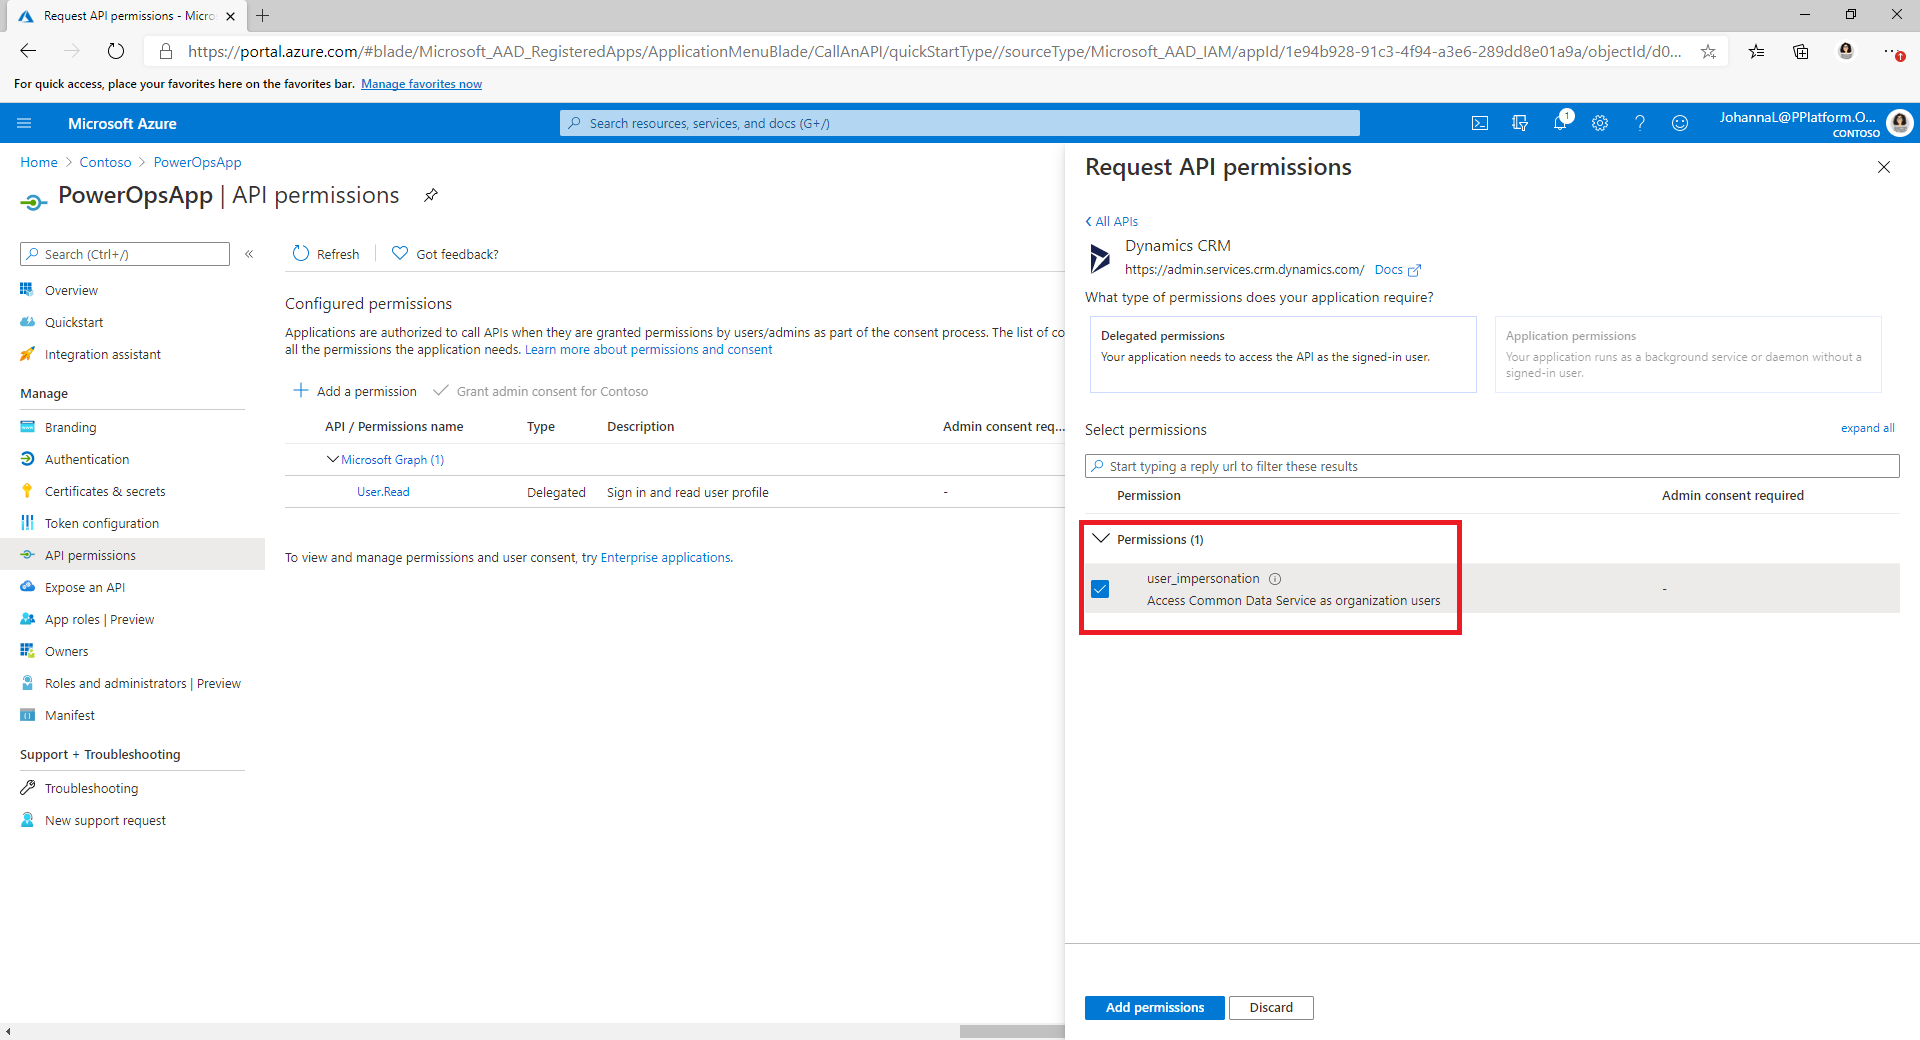 Request API permissions - Micro
https://portal.azure.com/#blade/Microsoft_AAD_RegisteredApps/ApplicationMenuBlade/CallAnAPI/quickStartType//sourceType/Microsoft_AAD_IAM/appId/1e94b928-91c3-4f94-a3e6-289dd8e01a9a/objectId/d0...
For quick access, place your favorites here on the favorites bar. Manage favorites now
Microsoft Azure
Search resources, services, and docs (G+/)
1
JohannaL@PPlatform.O...
CONTOSO
Home > Contoso > PowerOpsApp
PowerOpsApp | API permissions
Search (Ctrl+/)
«
Overview
Quickstart
Integration assistant
Manage
Branding
Authentication
Certificates & secrets
Token configuration
API permissions
Expose an API
App roles | Preview
Owners
Roles and administrators | Preview
Manifest
Support + Troubleshooting
Troubleshooting
New support request
Refresh
Got feedback?
Configured permissions
Applications are authorized to call APIs when they are granted permissions by users/admins as part of the consent process. The list of co
all the permissions the application needs. Learn more about permissions and consent
Add a permission
Grant admin consent for Contoso
API / Permissions name Type Description Admin consent req...
Microsoft Graph (1)
User.Read Delegated Sign in and read user profile -
To view and manage permissions and user consent, try Enterprise applications.
Request API permissions
All APIs
Dynamics CRM
https://admin.services.crm.dynamics.com/ Docs
What type of permissions does your application require?
Delegated permissions
Your application needs to access the API as the signed-in user.
Application permissions
Your application runs as a background service or daemon without a
signed-in user.
Select permissions
expand all
Start typing a reply url to filter these results
Permission Admin consent required
Permissions (1)
user_impersonation
Access Common Data Service as organization users
-
Add permissions
Discard